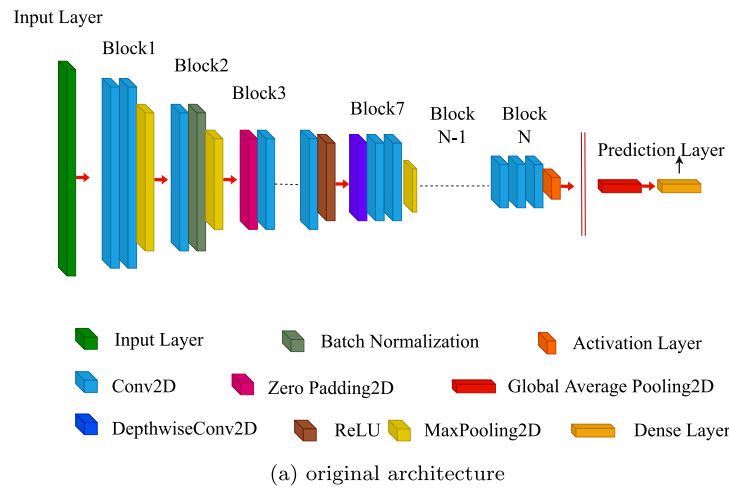 Input Layer
Block1
Block2
Block3
Block7
Block
N-1
Block
N
Prediction Layer
Input Layer
Batch Normalization
Activation Layer
Conv2D
Zero Padding2D
Global Average Pooling2D
DepthwiseConv2D
ReLU
MaxPooling2D
Dense Layer
(a) original architecture